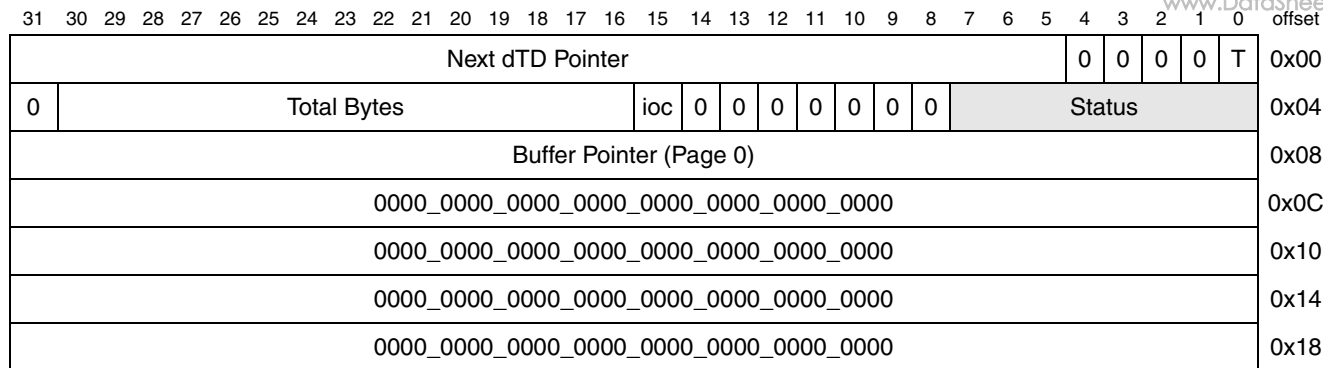 www.DataShee
31 30 29 28 27 26 25 24 23 22 21 20 19 18 17 16 15 14 13 12 11 10 9 8 7 6 5 4 3 2 1 0 offset
Next dTD Pointer 0 0 0 0 T 0x00
0 Total Bytes ioc 0 0 0 0 0 0 0 Status 0x04
Buffer Pointer (Page 0) 0x08
0000_0000_0000_0000_0000_0000_0000_0000 0x0C
0000_0000_0000_0000_0000_0000_0000_0000 0x10
0000_0000_0000_0000_0000_0000_0000_0000 0x14
0000_0000_0000_0000_0000_0000_0000_0000 0x18